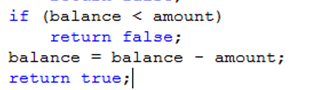 if (balance < amount)
return false;
balance = balance - amount;
return true;